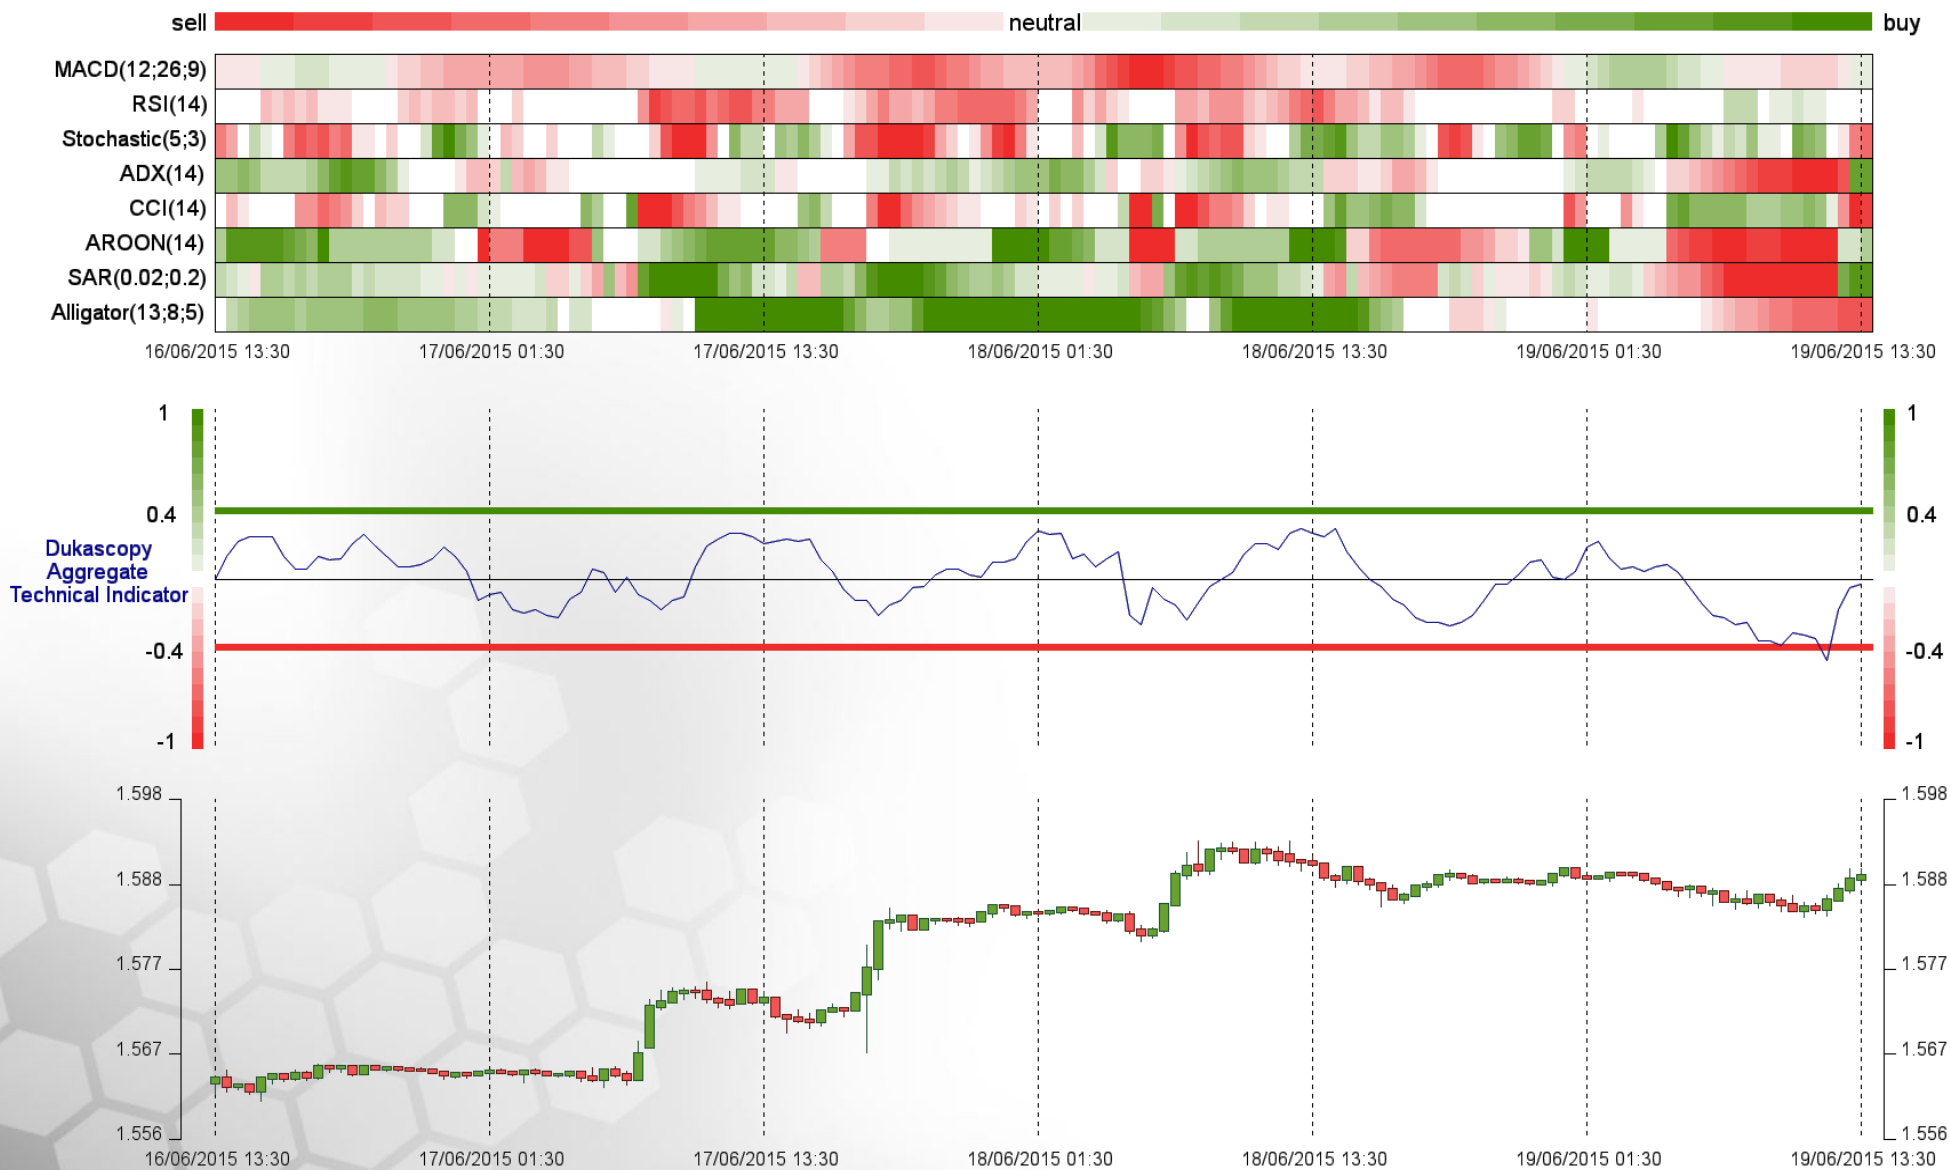 sell neutral buy
MACD(12;26;9)
RSI(14)
Stochastic(5;3)
ADX(14)
CCI(14)
AROON(14)
SAR(0.02;0.2)
Alligator(13;8;5)
16/06/2015 13:30 17/06/2015 01:30 17/06/2015 13:30 18/06/2015 01:30 18/06/2015 13:30 19/06/2015 01:30 19/06/2015 13:30
1 1
0.4 0.4
Dukascopy
Aggregate
Technical Indicator
-0.4 -0.4
-1 -1
1.598 1.598
1.588 1.588
1.577 1.577
1.567 1.567
1.556 1.556
16/06/2015 13:30 17/06/2015 01:30 17/06/2015 13:30 18/06/2015 01:30 18/06/2015 13:30 19/06/2015 01:30 19/06/2015 13:30